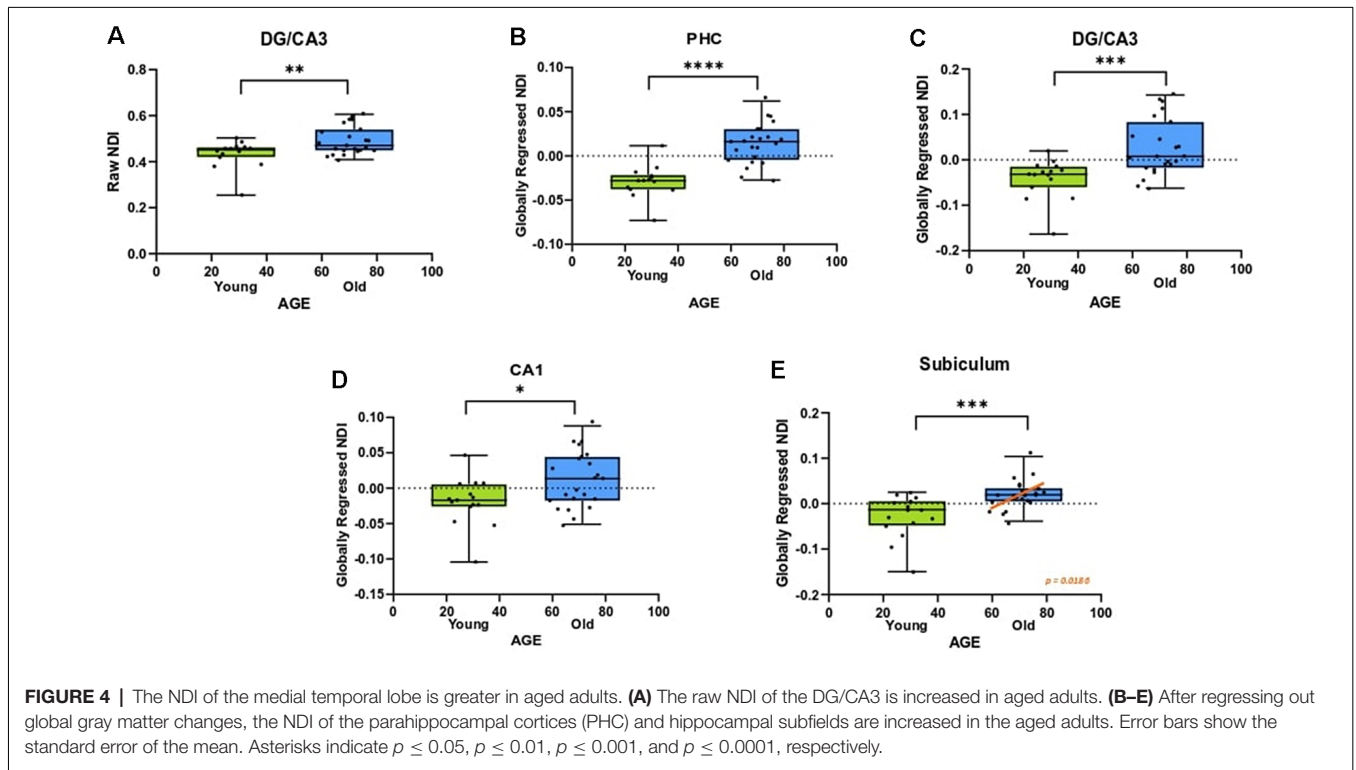 A
DG/CA3
**
Raw NDI
0.8
0.6
0.4
0.2
0.0
0 20 40 60 80 100
Young Old
AGE
B
PHC
****
Globally Regressed NDI
0.10
0.05
0.00
-0.05
-0.10
0 20 40 60 80 100
Young Old
AGE
C
DG/CA3
***
Globally Regressed NDI
0.2
0.1
0.0
-0.1
-0.2
0 20 40 60 80 100
Young Old
AGE
D
CA1
*
Globally Regressed NDI
0.10
0.05
0.00
-0.05
-0.10
-0.15
0 20 40 60 80 100
Young Old
AGE
E
Subiculum
***
Globally Regressed NDI
0.2
0.1
0.0
-0.1
-0.2
p = 0.0186
0 20 40 60 80 100
Young Old
AGE
FIGURE 4 | The NDI of the medial temporal lobe is greater in aged adults. (A) The raw NDI of the DG/CA3 is increased in aged adults. (B–E) After regressing out
global gray matter changes, the NDI of the parahippocampal cortices (PHC) and hippocampal subfields are increased in the aged adults. Error bars show the
standard error of the mean. Asterisks indicate p ≤ 0.05, p ≤ 0.01, p ≤ 0.001, and p ≤ 0.0001, respectively.